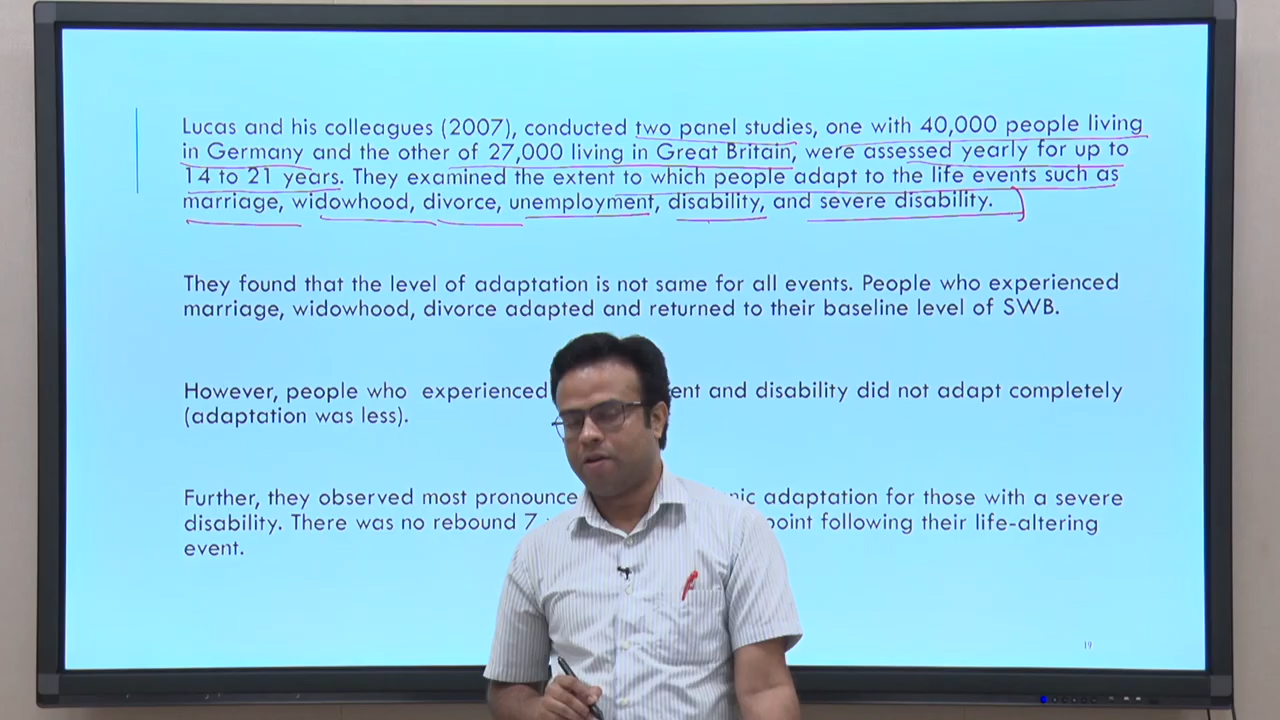 Lucas and his colleagues (2007), conducted two panel studies, one with 40,000 people living
in Germany and the other of 27,000 living in Great Britain, were assessed yearly for up to
14 to 21 years. They examined the extent to which people adapt to the life events such as
marriage, widowhood, divorce, unemployment, disability, and severe disability.
They found that the level of adaptation is not same for all events. People who experienced
marriage, widowhood, divorce adapted and returned to their baseline level of SWB.
However, people who experienced and disability did not adapt completely
(adaptation was less).
Further, they observed most adaptation for those with a severe
disability. There was no rebound 7 following their life-altering
event.
19